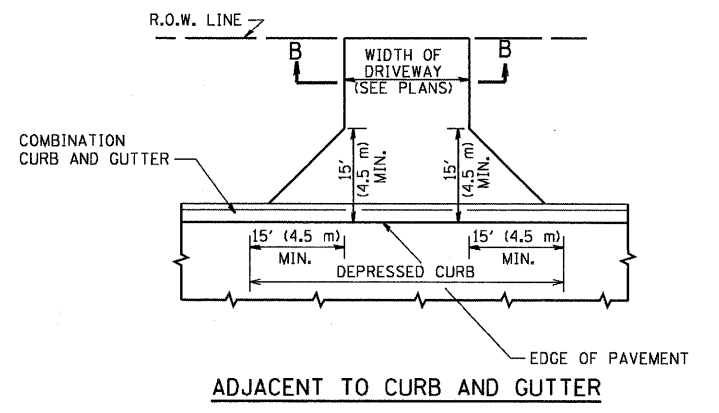 R.O.W. LINE
B
B
WIDTH OF
DRIVEWAY
(SEE PLANS)
COMBINATION
CURB AND GUTTER
15'
(4.5 m)
MIN.
15'
(4.5 m)
MIN.
15' (4.5 m)
MIN.
15' (4.5 m)
MIN.
DEPRESSED CURB
EDGE OF PAVEMENT
ADJACENT TO CURB AND GUTTER